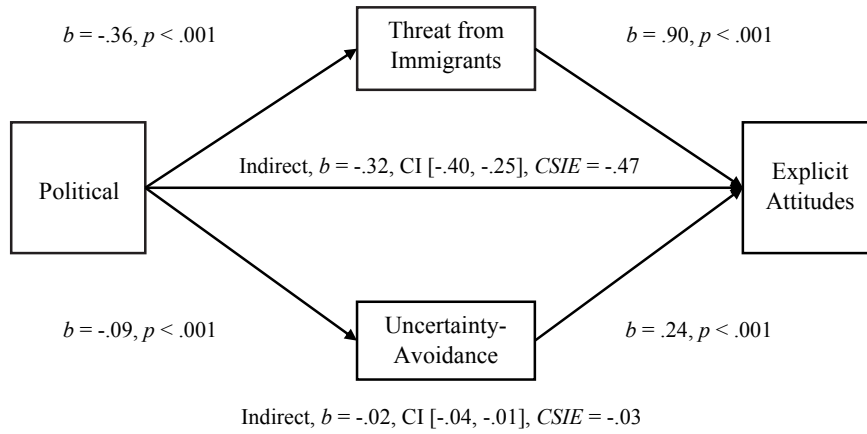 b = -.36, p < .001
Threat from
Immigrants
b = .90, p < .001
Indirect, b = -.32, CI [-.40, -.25], CSIE = -.47
Political
Explicit
Attitudes
b = -.09, p < .001
Uncertainty-
Avoidance
b = .24, p < .001
Indirect, b = -.02, CI [-.04, -.01], CSIE = -.03